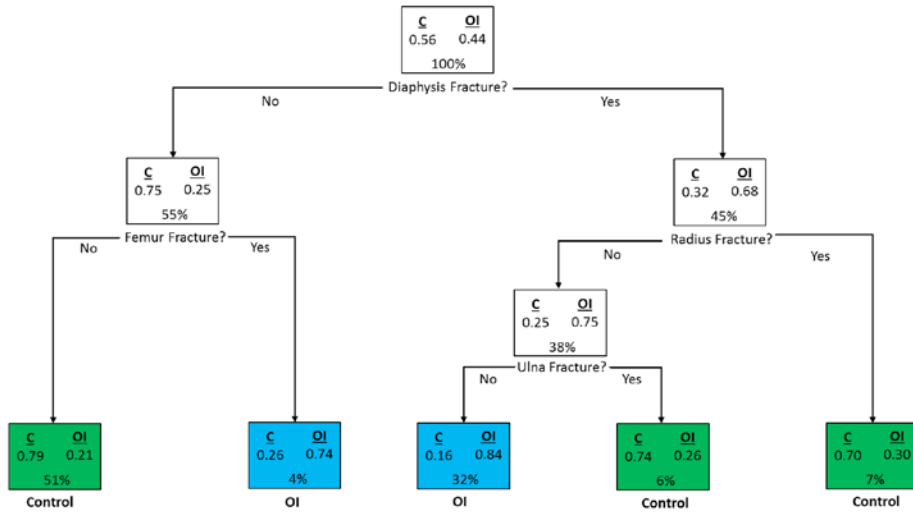 C OI
0.56 0.44
100%
Diaphysis Fracture?
No Yes
C OI
0.75 0.25
55%
C OI
0.32 0.68
45%
Femur Fracture?
No Yes
Radius Fracture?
No Yes
C OI
0.25 0.75
38%
Ulna Fracture?
No Yes
C OI
0.79 0.21
51%
Control
C OI
0.26 0.74
4%
OI
C OI
0.16 0.84
32%
OI
C OI
0.74 0.26
6%
Control
C OI
0.70 0.30
7%
Control